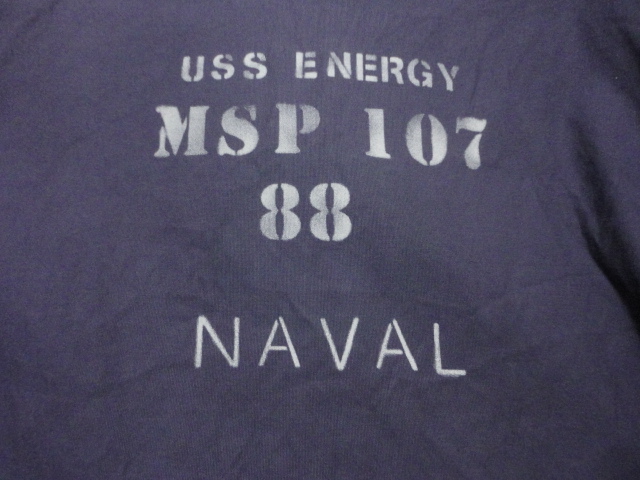 USS ENERGY
MSP 107
88
NAVAL